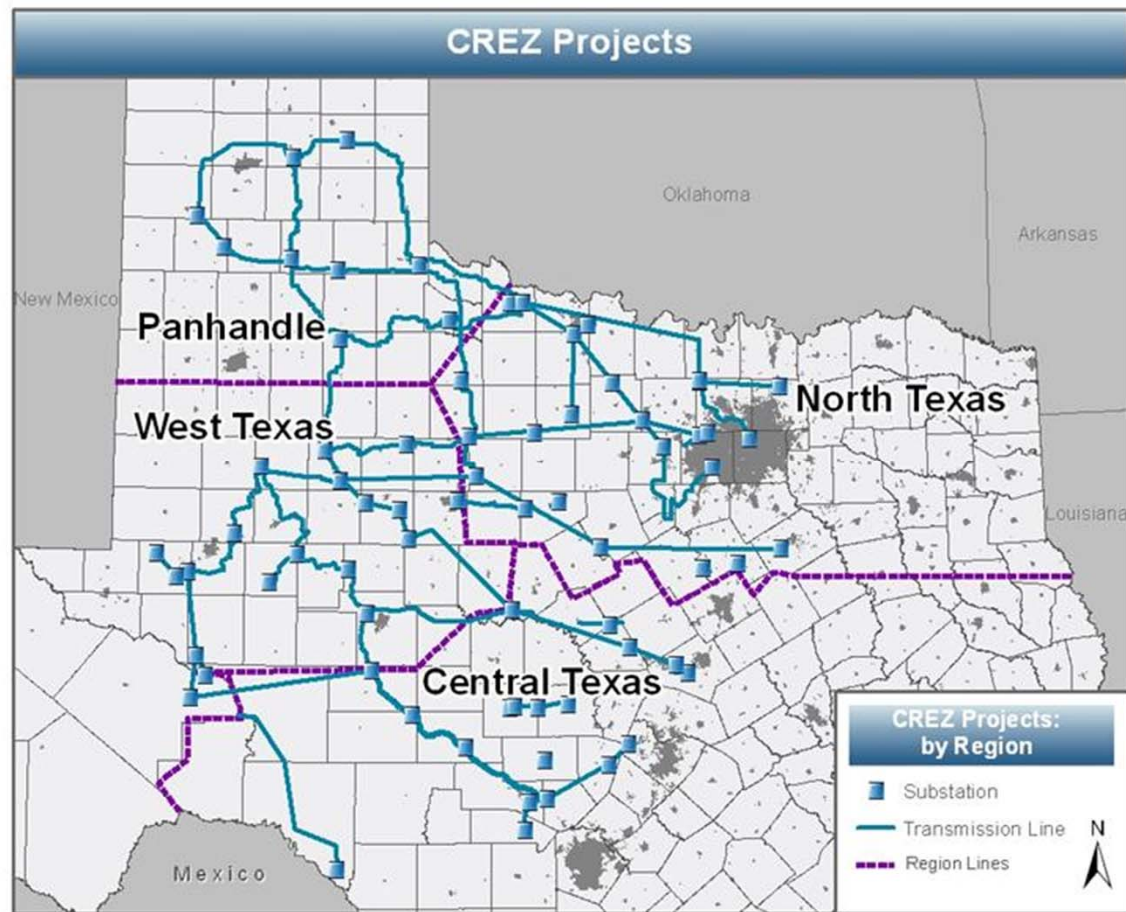 CREZ Projects
Oklahoma
Arkansas
New Mexico
Panhandle
West Texas
North Texas
Louisiana
Central Texas
CREZ Projects:
by Region
Substation
Transmission Line
Region Lines
N
Mexico